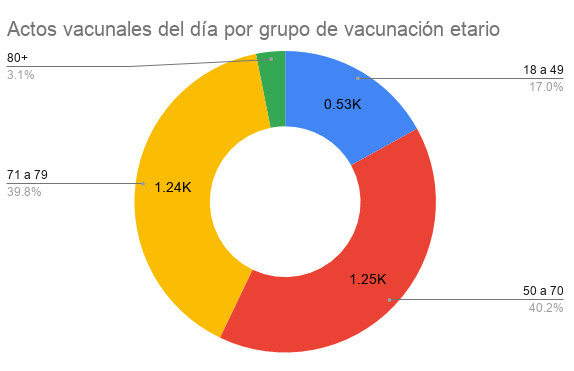 Actos vacunales del día por grupo de vacunación etario
80+
3.1%
18 a 49
17.0%
0.53K
71 a 79
39.8%
1.24K
1.25K
50 a 70
40.2%